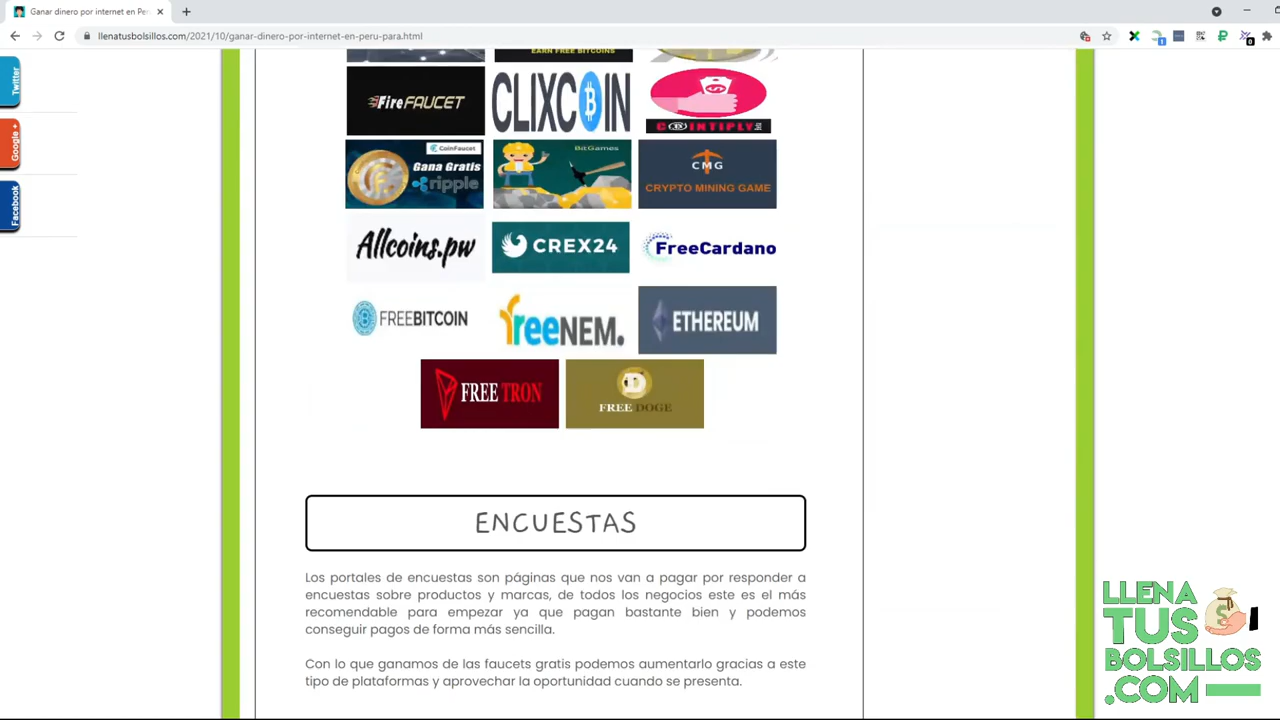 Ganar dinero por internet en Per
llenatusbolsillos.com/2021/10/ganar-dinero-por-internet-en-peru-para.html
Twitter
Google +
Facebook
EARN FREE BITCOINS
FireFAUCET
CLIXCOIN
COINTIPLY
CoinFaucet
Gana Gratis
ripple
BitGames
CMG
CRYPTO MINING GAME
Allcoins.pw
CREX24
FreeCardano
FREEBITCOIN
freeNEM.
ETHEREUM
FREE TRON
FREE DOGE
ENCUESTAS
Los portales de encuestas son páginas que nos van a pagar por responder a
encuestas sobre productos y marcas, de todos los negocios este es el más
recomendable para empezar ya que pagan bastante bien y podemos
conseguir pagos de forma más sencilla.
Con lo que ganamos de las faucets gratis podemos aumentarlo gracias a este
tipo de plataformas y aprovechar la oportunidad cuando se presenta.
LLENA
TUS
BOLSILLOS
.COM